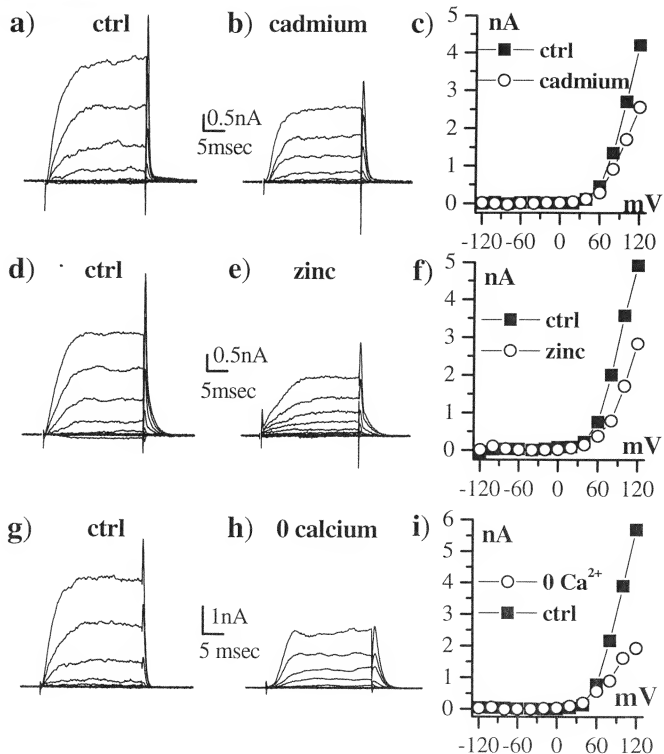 a) ctrl
b) cadmium
0.5nA
5msec
c)
nA
ctrl
cadmium
mV
5
4
3
2
1
0
-120 -60 0 60 120
d) ctrl
e) zinc
0.5nA
5msec
f)
nA
ctrl
zinc
mV
5
4
3
2
1
0
-120 -60 0 60 120
g) ctrl
h) 0 calcium
1nA
5 msec
i)
nA
0 Ca²⁺
ctrl
mV
6
5
4
3
2
1
0
-120 -60 0 60 120